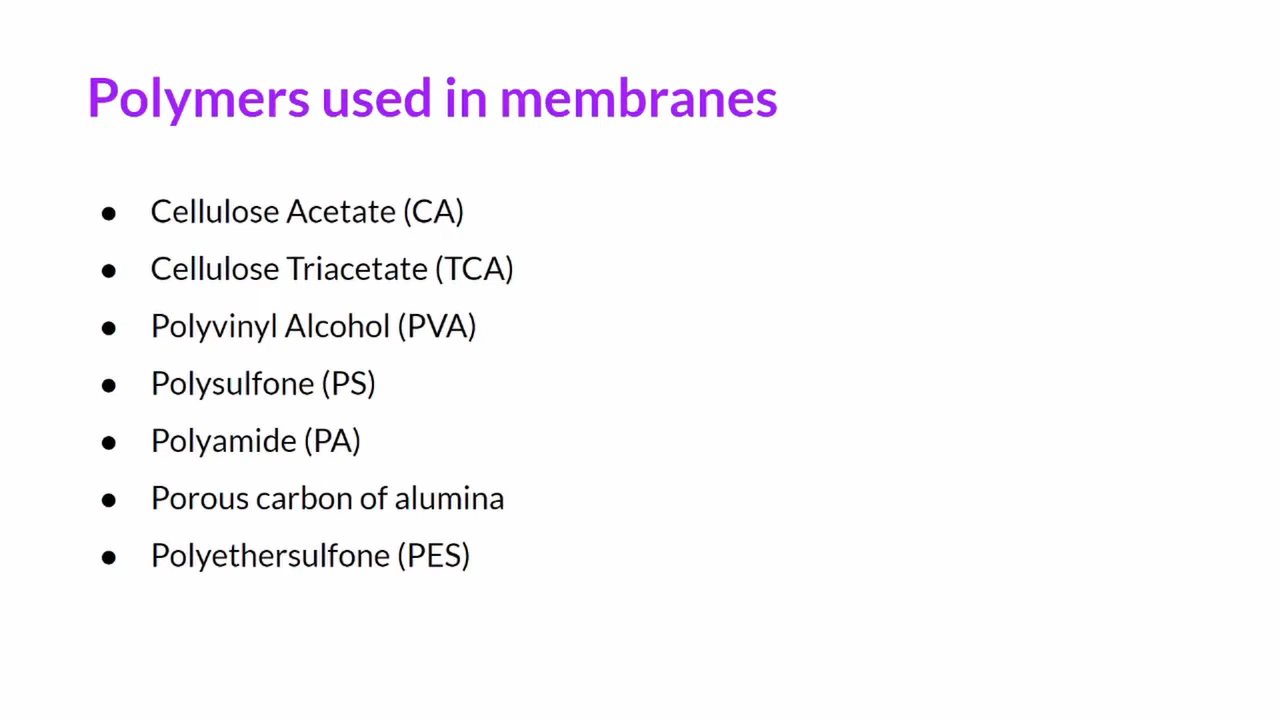 Polymers used in membranes
● Cellulose Acetate (CA)
● Cellulose Triacetate (TCA)
● Polyvinyl Alcohol (PVA)
● Polysulfone (PS)
● Polyamide (PA)
● Porous carbon of alumina
● Polyethersulfone (PES)